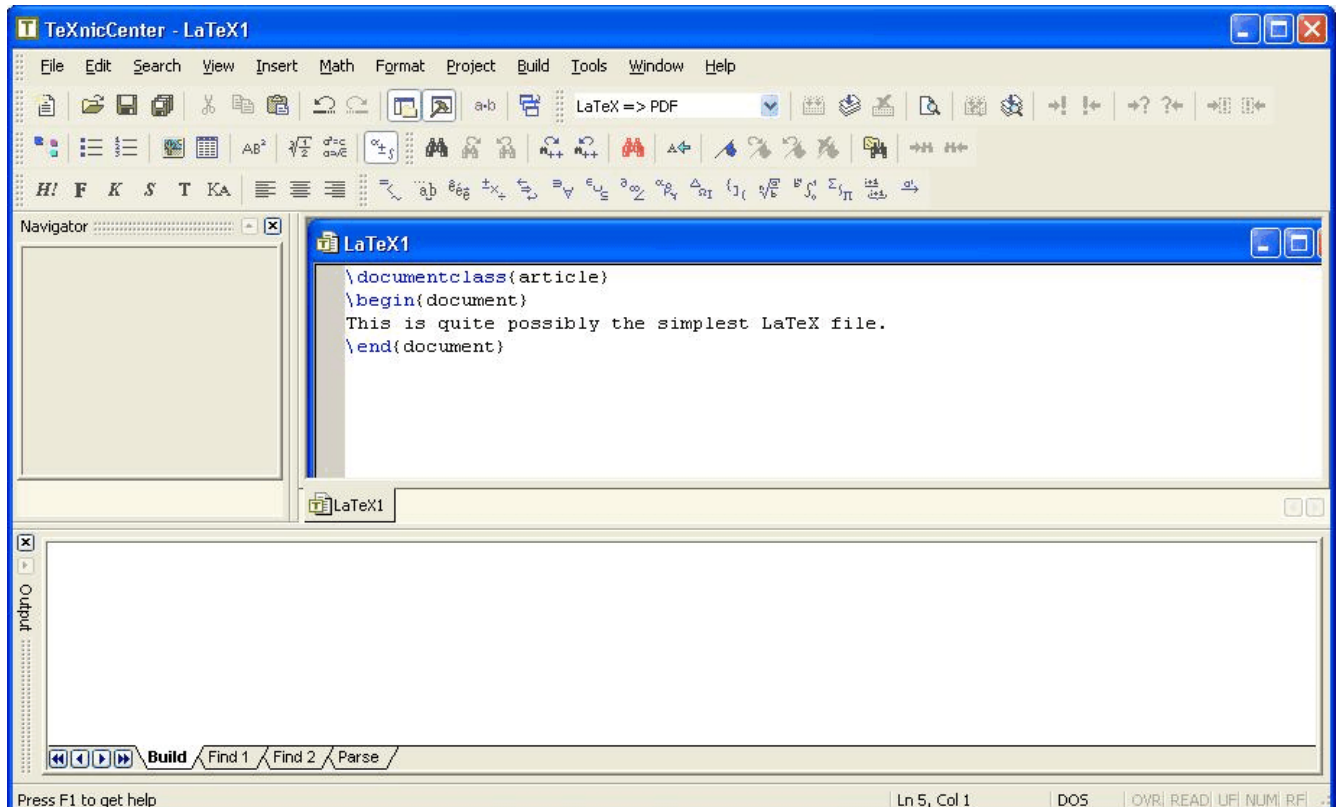 TeXnicCenter - LaTeX1
File Edit Search View Insert Math Format Project Build Tools Window Help
a-b LaTeX => PDF
AB²
H! F K S T KA
Navigator
LaTeX1
\documentclass{article}
\begin{document}
This is quite possibly the simplest LaTeX file.
\end{document}
LaTeX1
Output
Build Find 1 Find 2 Parse
Press F1 to get help Ln 5, Col 1 DOS OVR READ UF NUM RF